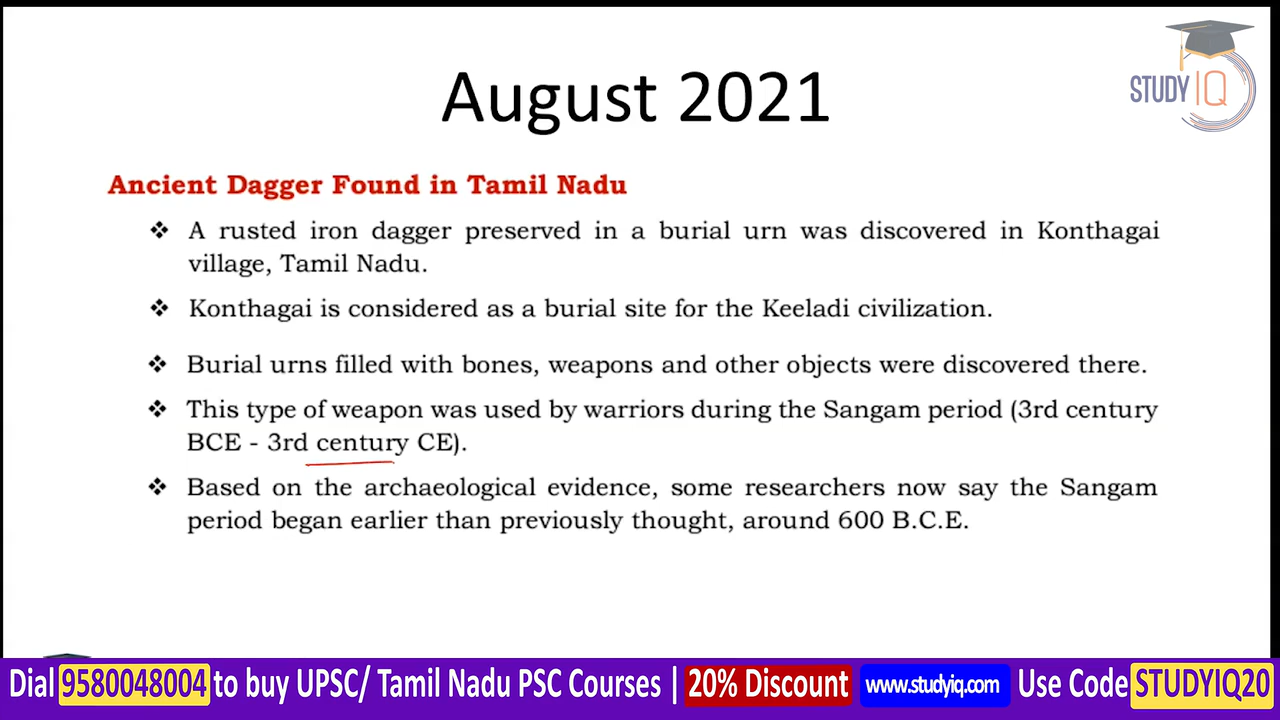 STUDY IQ
August 2021
Ancient Dagger Found in Tamil Nadu
❖ A rusted iron dagger preserved in a burial urn was discovered in Konthagai
village, Tamil Nadu.
❖ Konthagai is considered as a burial site for the Keeladi civilization.
❖ Burial urns filled with bones, weapons and other objects were discovered there.
❖ This type of weapon was used by warriors during the Sangam period (3rd century
BCE - 3rd century CE).
❖ Based on the archaeological evidence, some researchers now say the Sangam
period began earlier than previously thought, around 600 B.C.E.
Dial 9580048004 to buy UPSC/ Tamil Nadu PSC Courses | 20% Discount www.studyiq.com Use Code STUDYIQ20